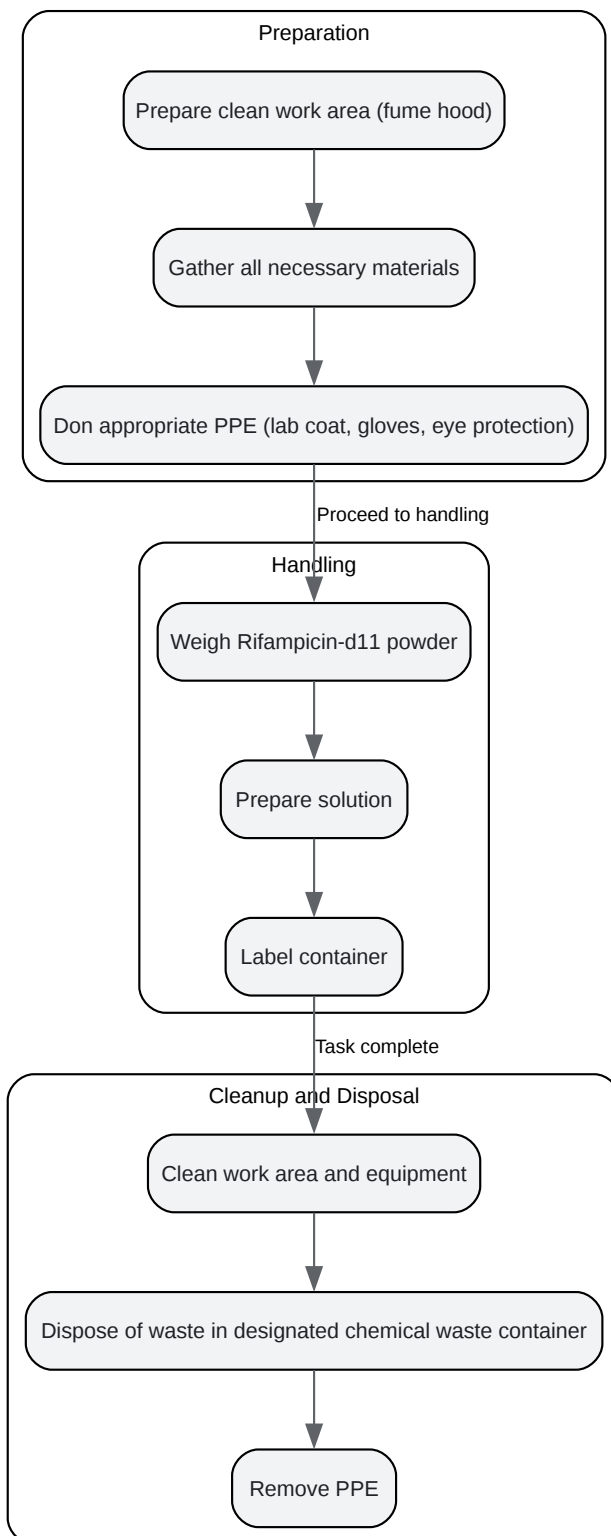 Preparation
Prepare clean work area (fume hood)
Gather all necessary materials
Don appropriate PPE (lab coat, gloves, eye protection)
Proceed to handling
Handling
Weigh Rifampicin-d11 powder
Prepare solution
Label container
Task complete
Cleanup and Disposal
Clean work area and equipment
Dispose of waste in designated chemical waste container
Remove PPE